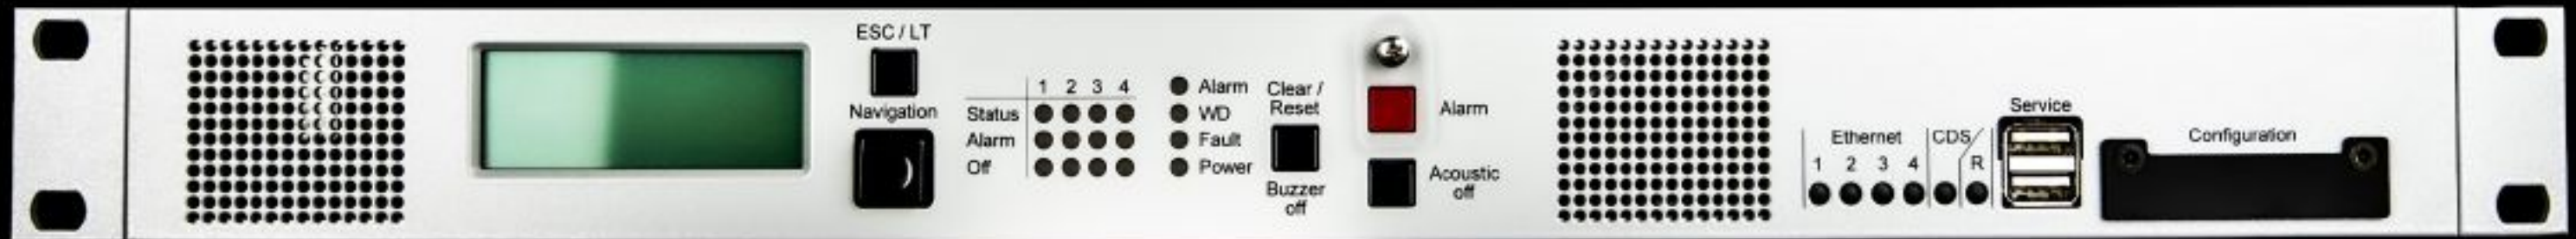 ESC / LT
Navigation
1 2 3 4
Status
Alarm
Off
Alarm
WD
Fault
Power
Clear /
Reset
Buzzer
off
Alarm
Acoustic
off
Ethernet
1 2 3 4
CDS/
R
Service
Configuration